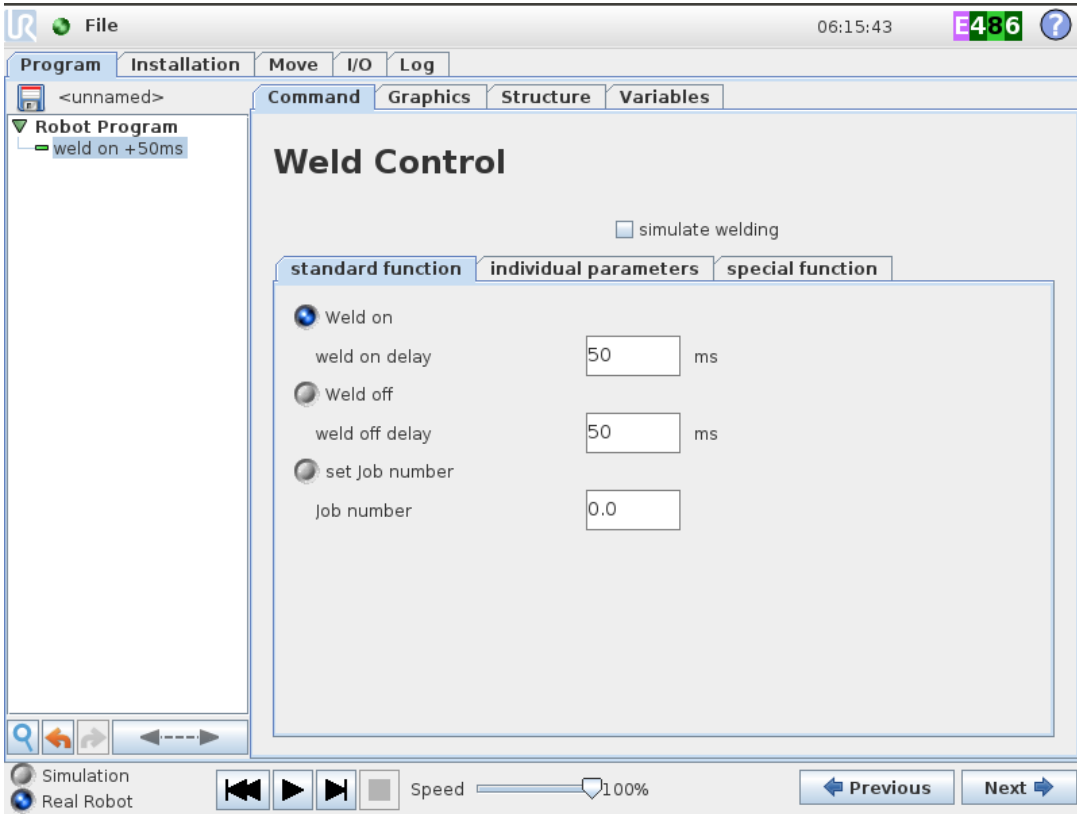 UR File 06:15:43 E486 ?
Program Installation Move I/O Log
<unnamed> Command Graphics Structure Variables
Robot Program
weld on +50ms
Weld Control
simulate welding
standard function individual parameters special function
Weld on
weld on delay 50 ms
Weld off
weld off delay 50 ms
set Job number
Job number 0.0
Simulation
Real Robot
Speed 100% Previous Next